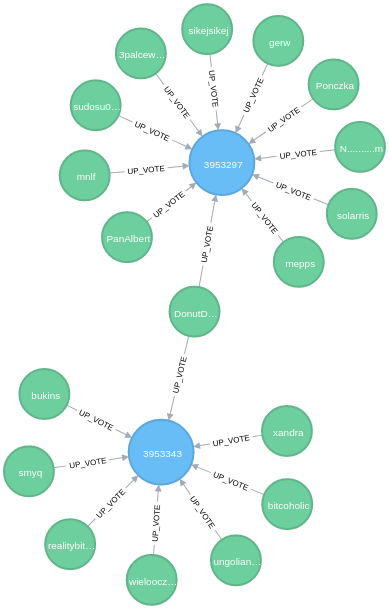 sikejsikej
gerw
3palcew…
Ponczka
sudosu0…
N..........m
mnlf
solarris
PanAlbert
mepps
3953297
UP_VOTE
UP_VOTE
UP_VOTE
UP_VOTE
UP_VOTE
UP_VOTE
UP_VOTE
UP_VOTE
UP_VOTE
UP_VOTE
UP_VOTE
DonutD…
UP_VOTE
bukins
xandra
3953343
smyq
bitcoholic
realitybit…
ungolian…
wieloocz…
UP_VOTE
UP_VOTE
UP_VOTE
UP_VOTE
UP_VOTE
UP_VOTE
UP_VOTE